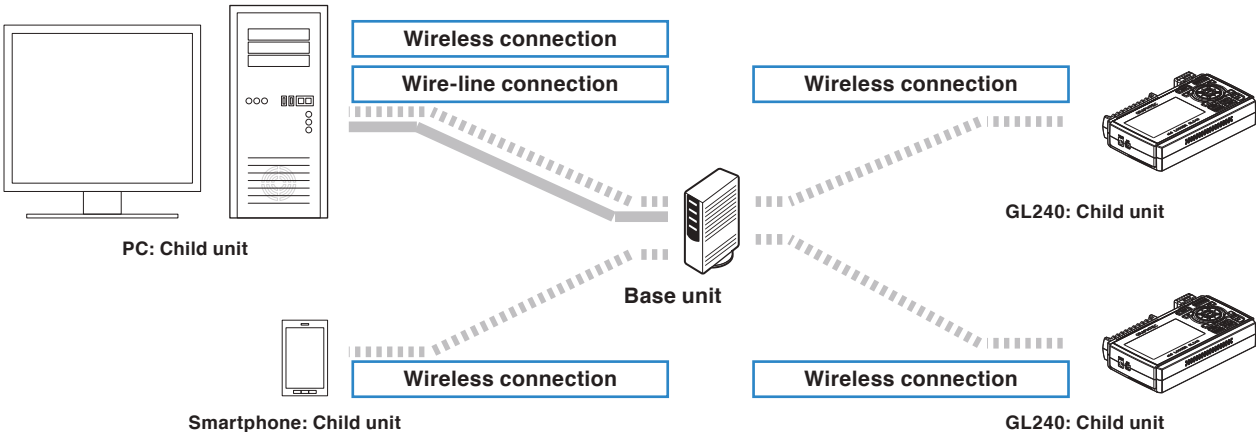 Wireless connection
Wire-line connection
Wireless connection
GL240: Child unit
PC: Child unit
Base unit
Wireless connection
Wireless connection
Smartphone: Child unit
GL240: Child unit